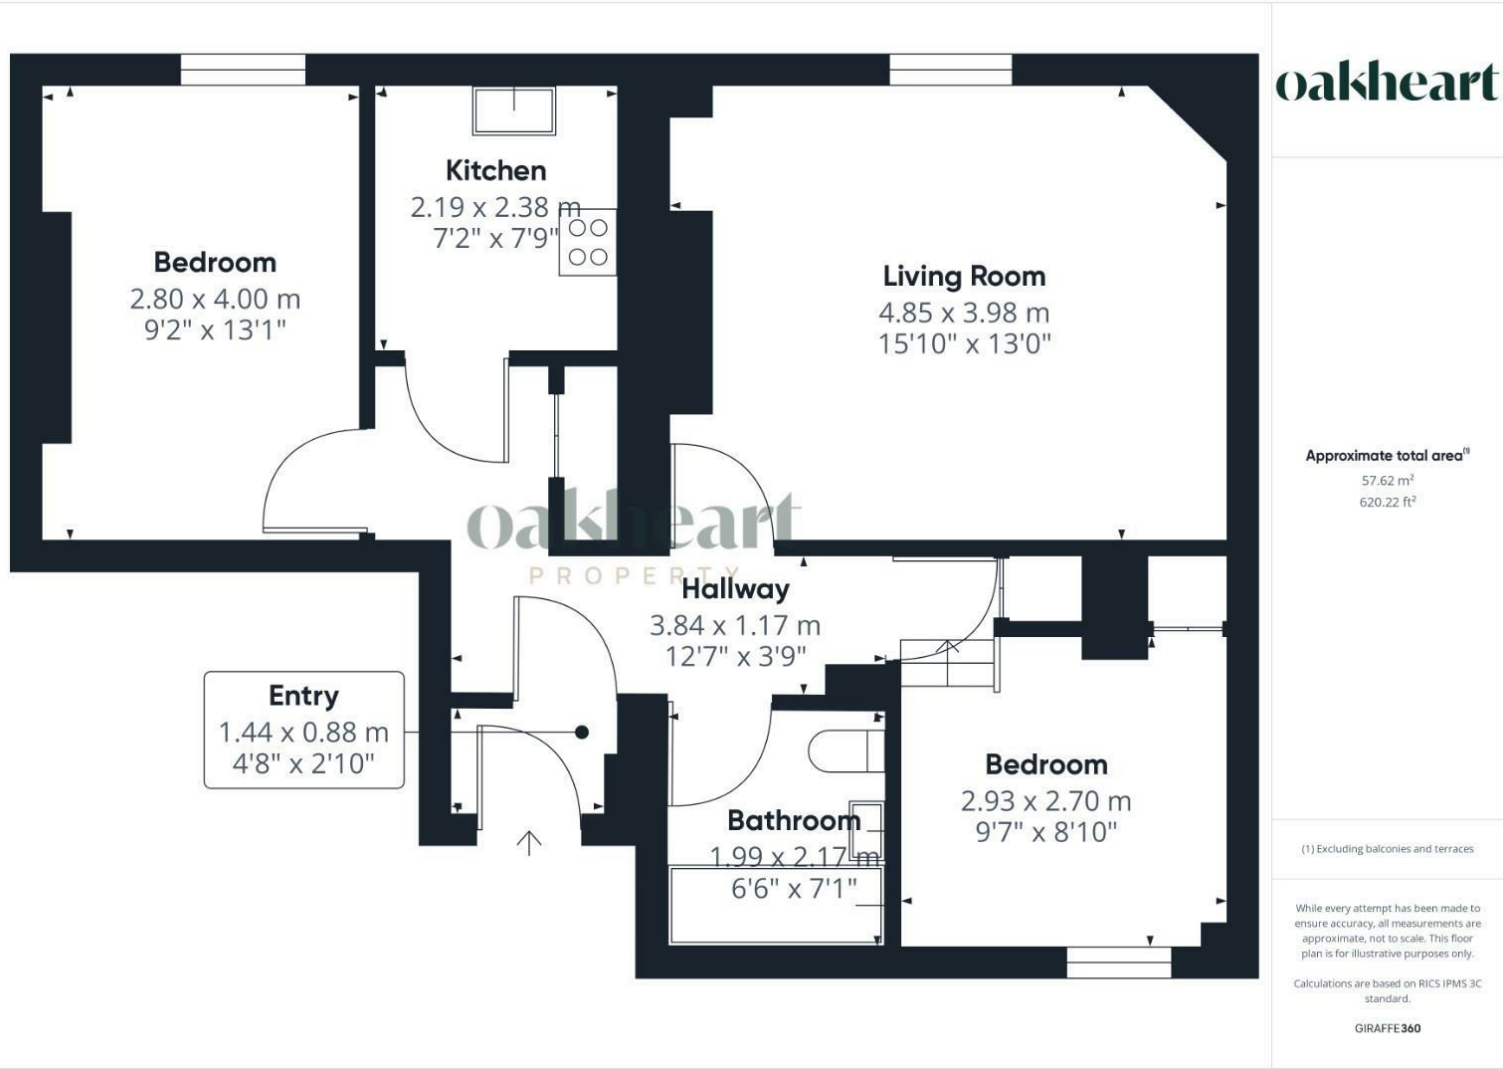 oakheart
Kitchen
2.19 x 2.38 m
7'2" x 7'9"
Bedroom
2.80 x 4.00 m
9'2" x 13'1"
Living Room
4.85 x 3.98 m
15'10" x 13'0"
Approximate total area(1)
57.62 m²
620.22 ft²
oakheart
PROPERTY
Hallway
3.84 x 1.17 m
12'7" x 3'9"
Entry
1.44 x 0.88 m
4'8" x 2'10"
Bedroom
2.93 x 2.70 m
9'7" x 8'10"
Bathroom
1.99 x 2.17 m
6'6" x 7'1"
(1) Excluding balconies and terraces
While every attempt has been made to
ensure accuracy, all measurements are
approximate, not to scale. This floor
plan is for illustrative purposes only.
Calculations are based on RICS IPMS 3C
standard.
GIRAFFE360